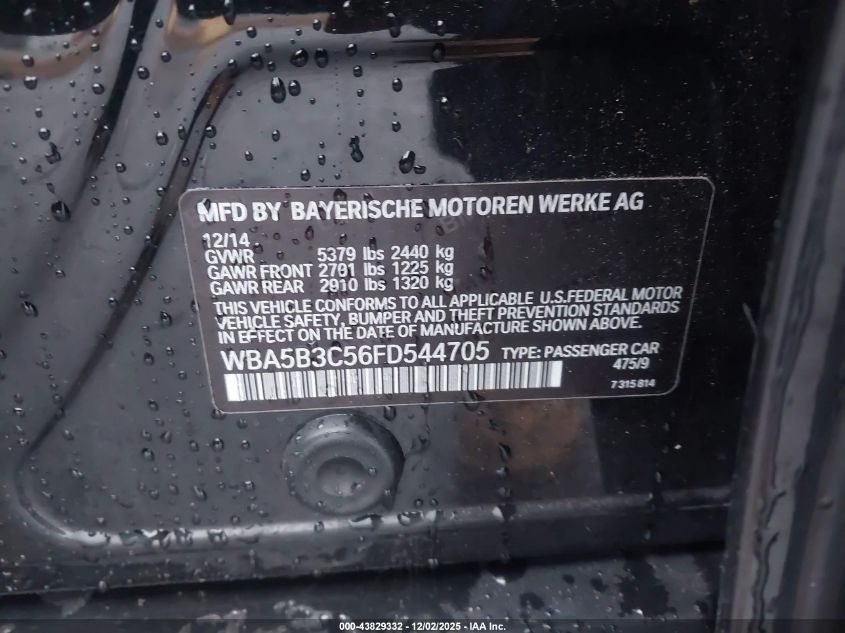 MFD BY BAYERISCHE MOTOREN WERKE AG
12/14
GVWR 5379 lbs 2440 kg
GAWR FRONT 2701 lbs 1225 kg
GAWR REAR 2910 lbs 1320 kg
THIS VEHICLE CONFORMS TO ALL APPLICABLE U.S.FEDERAL MOTOR
VEHICLE SAFETY, BUMPER AND THEFT PREVENTION STANDARDS
IN EFFECT ON THE DATE OF MANUFACTURE SHOWN ABOVE.
WBA5B3C56FD544705 TYPE: PASSENGER CAR
475/9
7 315 814
000-43829332 - 12/02/2025 - IAA Inc.